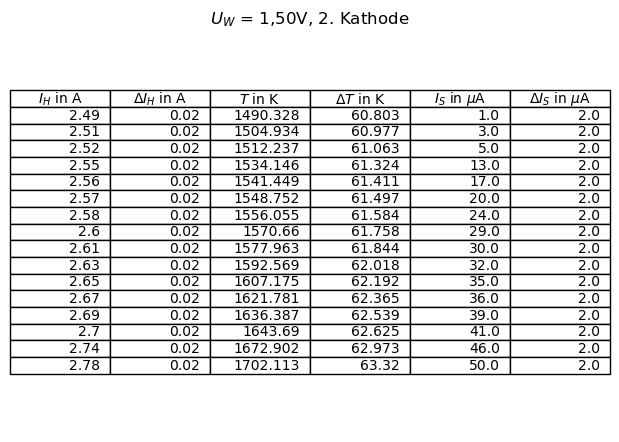 U_W = 1,50V, 2. Kathode
I_H in A ΔI_H in A T in K ΔT in K I_S in μA ΔI_S in μA
2.49 0.02 1490.328 60.803 1.0 2.0
2.51 0.02 1504.934 60.977 3.0 2.0
2.52 0.02 1512.237 61.063 5.0 2.0
2.55 0.02 1534.146 61.324 13.0 2.0
2.56 0.02 1541.449 61.411 17.0 2.0
2.57 0.02 1548.752 61.497 20.0 2.0
2.58 0.02 1556.055 61.584 24.0 2.0
2.6 0.02 1570.66 61.758 29.0 2.0
2.61 0.02 1577.963 61.844 30.0 2.0
2.63 0.02 1592.569 62.018 32.0 2.0
2.65 0.02 1607.175 62.192 35.0 2.0
2.67 0.02 1621.781 62.365 36.0 2.0
2.69 0.02 1636.387 62.539 39.0 2.0
2.7 0.02 1643.69 62.625 41.0 2.0
2.74 0.02 1672.902 62.973 46.0 2.0
2.78 0.02 1702.113 63.32 50.0 2.0